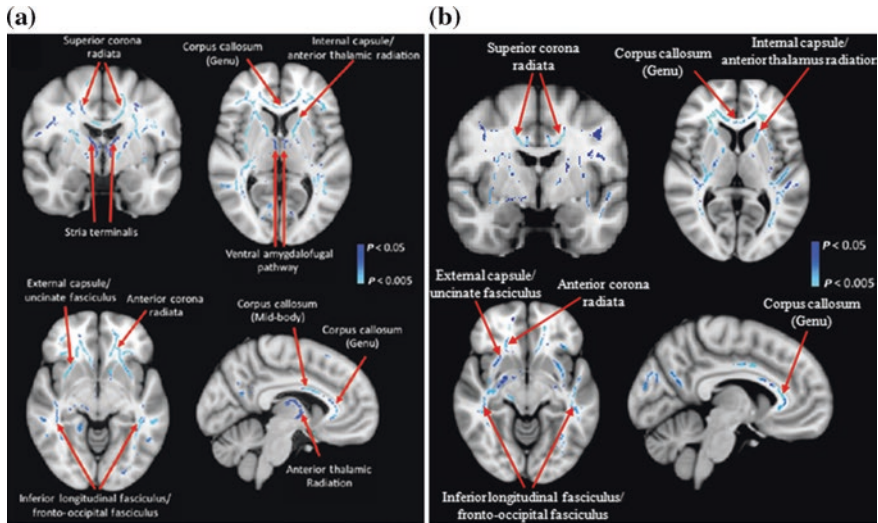 (a)
Superior corona
radiata
Corpus callosum
(Genu)
Internal capsule/
anterior thalamic radiation
Stria terminalis
Ventral amygdalofugal
pathway
P < 0.05
P < 0.005
External capsule/
uncinate fasciculus
Anterior corona
radiata
Corpus callosum
(Mid-body)
Corpus callosum
(Genu)
Anterior thalamic
Radiation
Inferior longitudinal fasciculus/
fronto-occipital fasciculus
(b)
Superior corona
radiata
Corpus callosum
(Genu)
Internal capsule/
anterior thalamus radiation
P < 0.05
P < 0.005
External capsule/
uncinate fasciculus
Anterior corona
radiata
Corpus callosum
(Genu)
Inferior longitudinal fasciculus/
fronto-occipital fasciculus